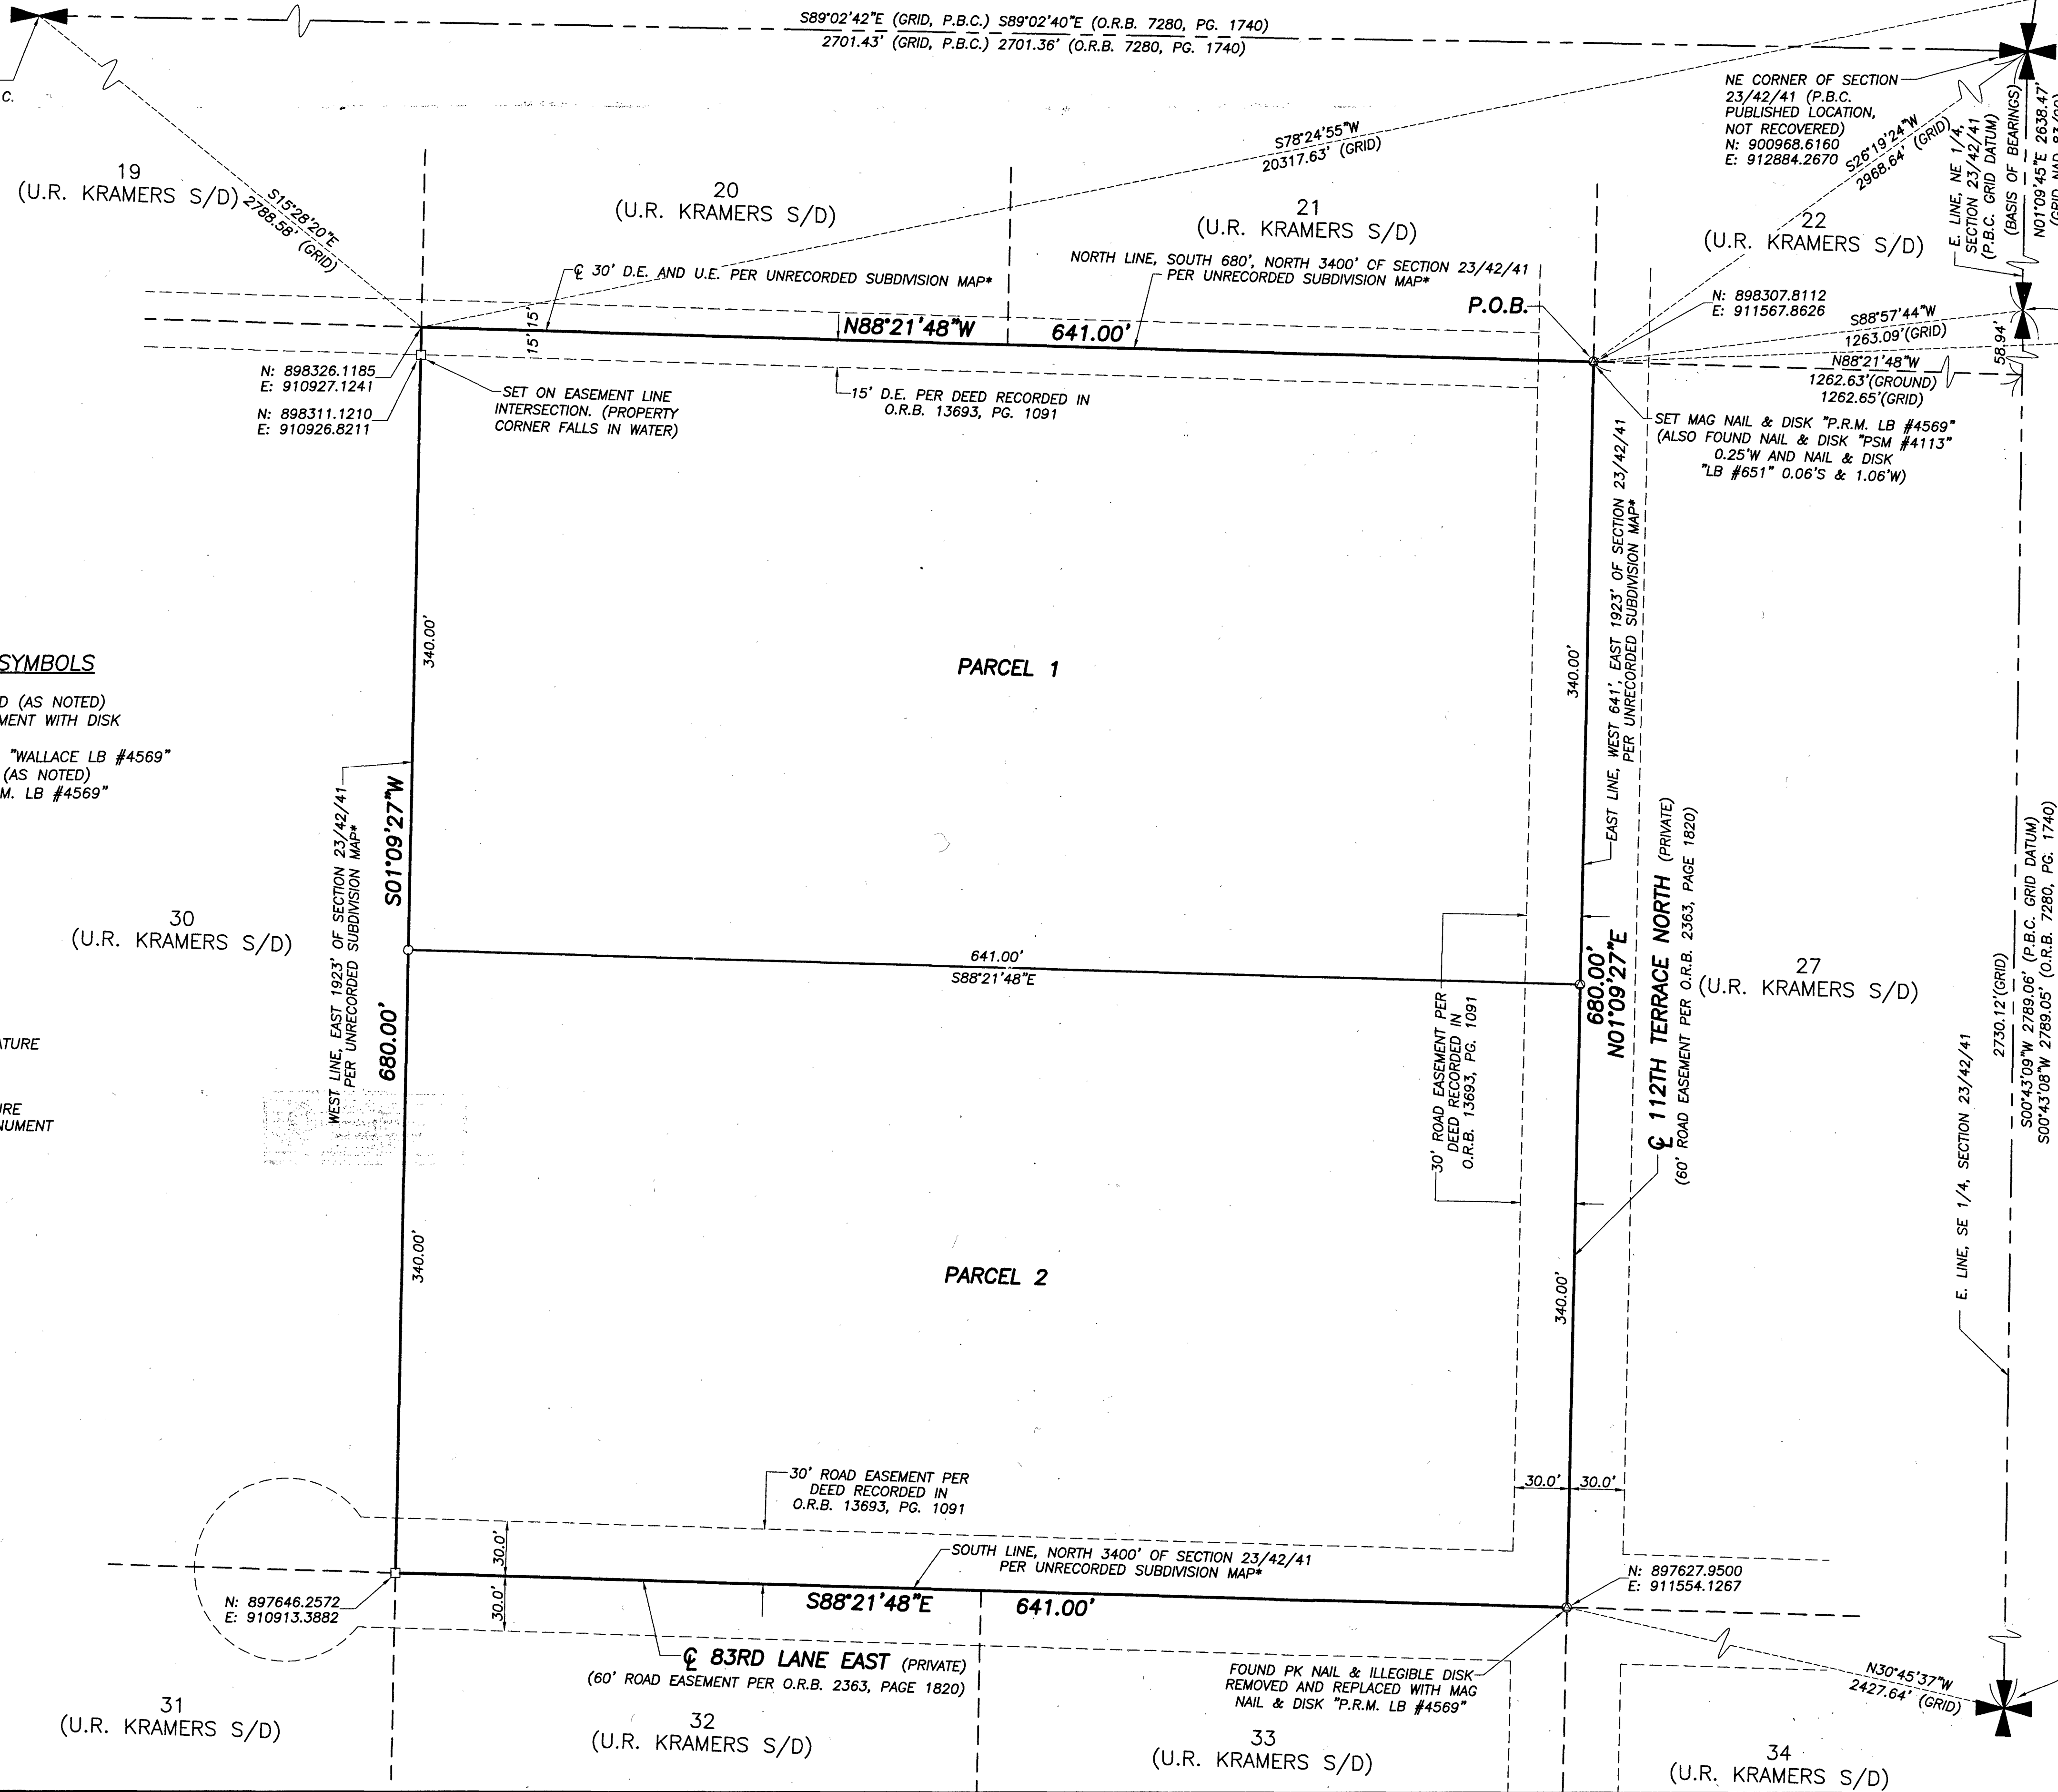 S89°02'42"E (GRID, P.B.C.) S89°02'40"E (O.R.B. 7280, PG. 1740)
2701.43' (GRID, P.B.C.) 2701.36' (O.R.B. 7280, PG. 1740)
C.
NE CORNER OF SECTION
23/42/41 (P.B.C.
PUBLISHED LOCATION,
NOT RECOVERED)
N: 900968.6160
E: 912884.2670
E. LINE, NE 1/4,
SECTION 23/42/41
(P.B.C. GRID DATUM)
(BASIS OF BEARINGS)
N01°09'45"E 2638.47'
S26°19'24"W
2968.64' (GRID)
S78°24'55"W
20317.63' (GRID)
19
(U.R. KRAMERS S/D)
S15°28'20"E
2788.58' (GRID)
20
(U.R. KRAMERS S/D)
21
(U.R. KRAMERS S/D)
22
(U.R. KRAMERS S/D)
℄ 30' D.E. AND U.E. PER UNRECORDED SUBDIVISION MAP*
NORTH LINE, SOUTH 680', NORTH 3400' OF SECTION 23/42/41
PER UNRECORDED SUBDIVISION MAP*
P.O.B.
N: 898307.8112
E: 911567.8626
S88°57'44"W
1263.09'(GRID)
58.94'
N88°21'48"W
1262.63'(GROUND)
1262.65'(GRID)
15' 15'
N88°21'48"W 641.00'
N: 898326.1185
E: 910927.1241
N: 898311.1210
E: 910926.8211
SET ON EASEMENT LINE
INTERSECTION. (PROPERTY
CORNER FALLS IN WATER)
15' D.E. PER DEED RECORDED IN
O.R.B. 13693, PG. 1091
SET MAG NAIL & DISK "P.R.M. LB #4569"
(ALSO FOUND NAIL & DISK "PSM #4113"
0.25'W AND NAIL & DISK
"LB #651" 0.06'S & 1.06'W)
EAST LINE, WEST 641', EAST 1923' OF SECTION 23/42/41
PER UNRECORDED SUBDIVISION MAP*
340.00'
340.00'
SYMBOLS
D (AS NOTED)
MENT WITH DISK
"WALLACE LB #4569"
(AS NOTED)
M. LB #4569"
PARCEL 1
WEST LINE, EAST 1923' OF SECTION 23/42/41
PER UNRECORDED SUBDIVISION MAP*
S01°09'27"W
680.00'
30
(U.R. KRAMERS S/D)
641.00'
S88°21'48"E
30' ROAD EASEMENT PER
DEED RECORDED IN
O.R.B. 13693, PG. 1091
680.00'
N01°09'27"E
℄ 112TH TERRACE NORTH (PRIVATE)
(60' ROAD EASEMENT PER O.R.B. 2363, PAGE 1820)
27
(U.R. KRAMERS S/D)
E. LINE, SE 1/4, SECTION 23/42/41
2730.12'(GRID)
S00°43'09"W 2789.06' (P.B.C. GRID DATUM)
S00°43'08"W 2789.05' (O.R.B. 7280, PG. 1740)
ATURE
URE
NUMENT
340.00'
340.00'
PARCEL 2
30' ROAD EASEMENT PER
DEED RECORDED IN
O.R.B. 13693, PG. 1091
30.0' 30.0'
30.0'
30.0'
SOUTH LINE, NORTH 3400' OF SECTION 23/42/41
PER UNRECORDED SUBDIVISION MAP*
S88°21'48"E 641.00'
N: 897646.2572
E: 910913.3882
N: 897627.9500
E: 911554.1267
℄ 83RD LANE EAST (PRIVATE)
(60' ROAD EASEMENT PER O.R.B. 2363, PAGE 1820)
FOUND PK NAIL & ILLEGIBLE DISK
REMOVED AND REPLACED WITH MAG
NAIL & DISK "P.R.M. LB #4569"
N30°45'37"W
2427.64' (GRID)
31
(U.R. KRAMERS S/D)
32
(U.R. KRAMERS S/D)
33
(U.R. KRAMERS S/D)
34
(U.R. KRAMERS S/D)